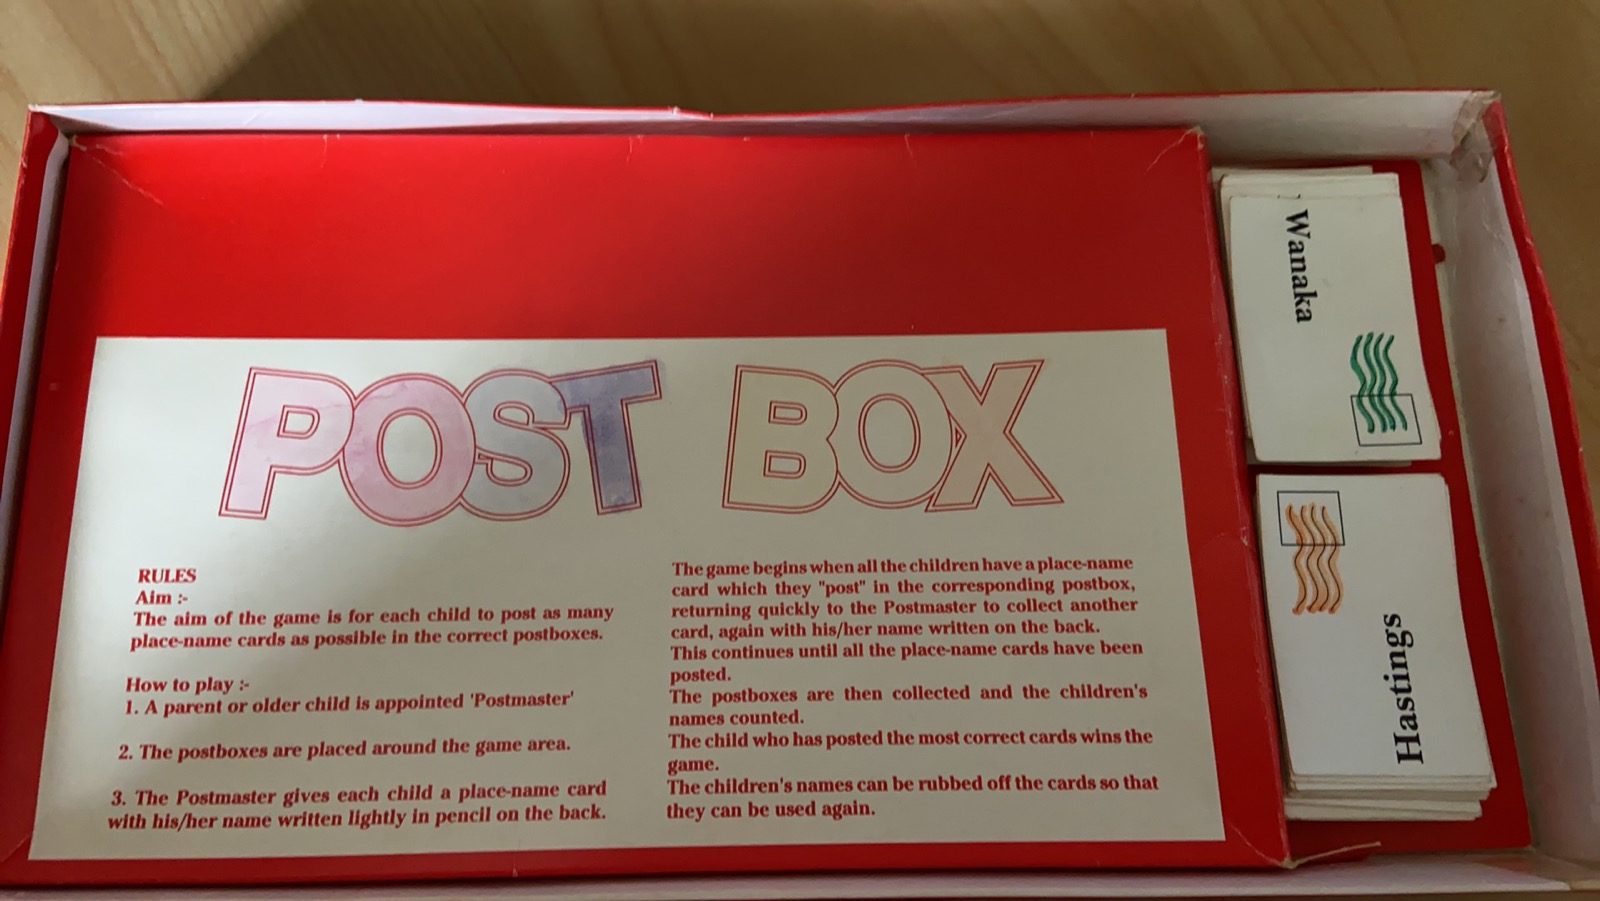 POST BOX
RULES
Aim :-
The aim of the game is for each child to post as many
place-name cards as possible in the correct postboxes.
How to play :-
1. A parent or older child is appointed 'Postmaster'
2. The postboxes are placed around the game area.
3. The Postmaster gives each child a place-name card
with his/her name written lightly in pencil on the back.
The game begins when all the children have a place-name
card which they "post" in the corresponding postbox,
returning quickly to the Postmaster to collect another
card, again with his/her name written on the back.
This continues until all the place-name cards have been
posted.
The postboxes are then collected and the children's
names counted.
The child who has posted the most correct cards wins the
game.
The children's names can be rubbed off the cards so that
they can be used again.
Wanaka
Hastings